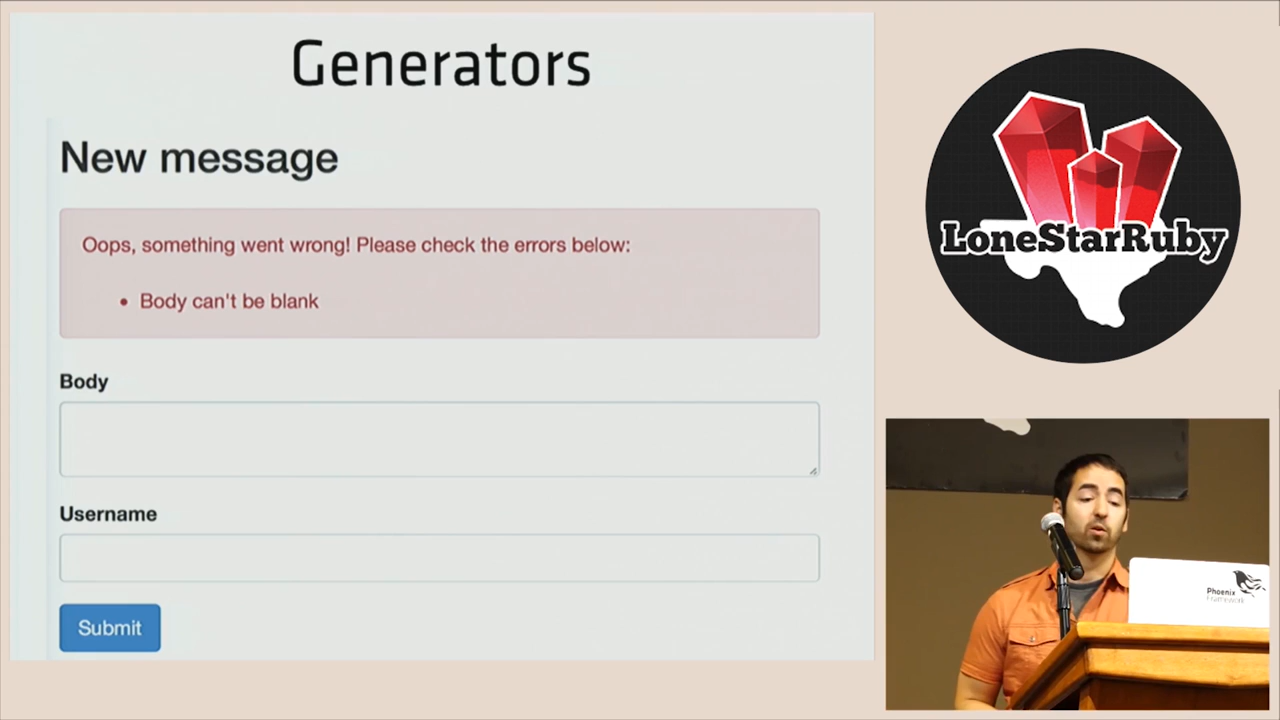 Generators
New message
Oops, something went wrong! Please check the errors below:
• Body can't be blank
Body
Username
Submit
LoneStarRuby
Phoenix
Framework